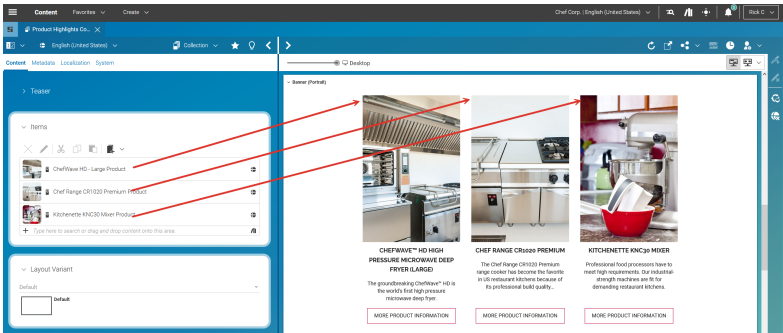 Content Favorites Create Chef Corp. | English (United States) Rick C
Product Highlights Co...
English (United States) Collection
Content Metadata Localization System Desktop
Teaser
Banner (Portrait)
Items
ChefWave HD - Large Product
Chef Range CR1020 Premium Product
Kitchenette KNC30 Mixer Product
Type here to search or drag and drop content onto this area.
Layout Variant
Default
Default
CHEFWAVE™ HD HIGH
PRESSURE MICROWAVE DEEP
FRYER (LARGE)
The groundbreaking ChefWave™ HD is
the world's first high pressure
microwave deep fryer.
MORE PRODUCT INFORMATION
CHEF RANGE CR1020 PREMIUM
The Chef Range CR1020 Premium
range cooker has become the favorite
in US restaurant kitchens because of
its professional build quality...
MORE PRODUCT INFORMATION
KITCHENETTE KNC30 MIXER
Professional food processors have to
meet high requirements. Our industrial-
strength machines are fit for
demanding restaurant kitchens.
MORE PRODUCT INFORMATION